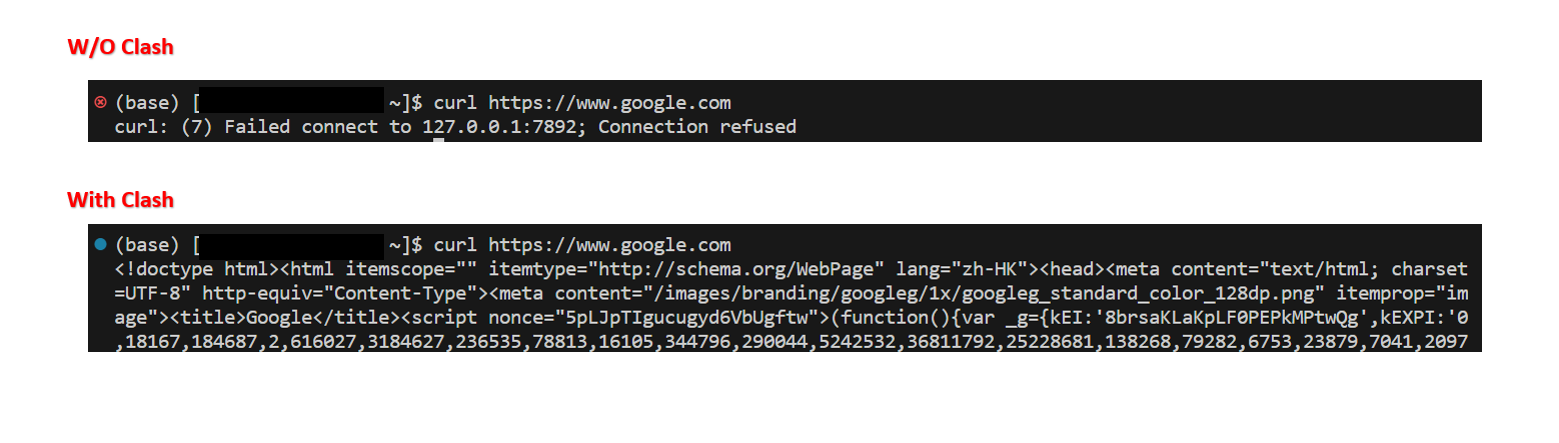 W/O Clash
(base) [ ~]$ curl https://www.google.com
curl: (7) Failed connect to 127.0.0.1:7892; Connection refused
With Clash
(base) [ ~]$ curl https://www.google.com
<!doctype html><html itemscope="" itemtype="http://schema.org/WebPage" lang="zh-HK"><head><meta content="text/html; charset
=UTF-8" http-equiv="Content-Type"><meta content="/images/branding/googleg/1x/googleg_standard_color_128dp.png" itemprop="im
age"><title>Google</title><script nonce="5pLJpTIgucugyd6VbUgftw">(function(){var _g={kEI:'8brsaKLaKpLF0PEPkMPtwQg',kEXPI:'0
,18167,184687,2,616027,3184627,236535,78813,16105,344796,290044,5242532,36811792,25228681,138268,79282,6753,23879,7041,2097